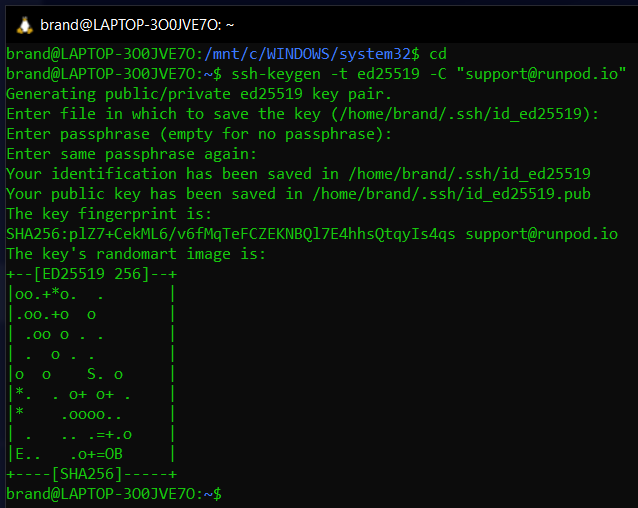 brand@LAPTOP-3O0JVE7O: ~
brand@LAPTOP-3O0JVE7O:/mnt/c/WINDOWS/system32$ cd
brand@LAPTOP-3O0JVE7O:~$ ssh-keygen -t ed25519 -C "support@runpod.io"
Generating public/private ed25519 key pair.
Enter file in which to save the key (/home/brand/.ssh/id_ed25519):
Enter passphrase (empty for no passphrase):
Enter same passphrase again:
Your identification has been saved in /home/brand/.ssh/id_ed25519
Your public key has been saved in /home/brand/.ssh/id_ed25519.pub
The key fingerprint is:
SHA256:plZ7+CekML6/v6fMqTeFCZEKNBQl7E4hhsQtqyIs4qs support@runpod.io
The key's randomart image is:
+--[ED25519 256]--+
|oo.+*o.  .       |
|.oo.+o  o        |
| .oo o . .       |
| .  o . .        |
|o  o    S. o     |
|*.  . o+ o+ .    |
|*    .oooo..     |
| .   .. .=+.o    |
|E..   .o+=OB     |
+----[SHA256]-----+
brand@LAPTOP-3O0JVE7O:~$